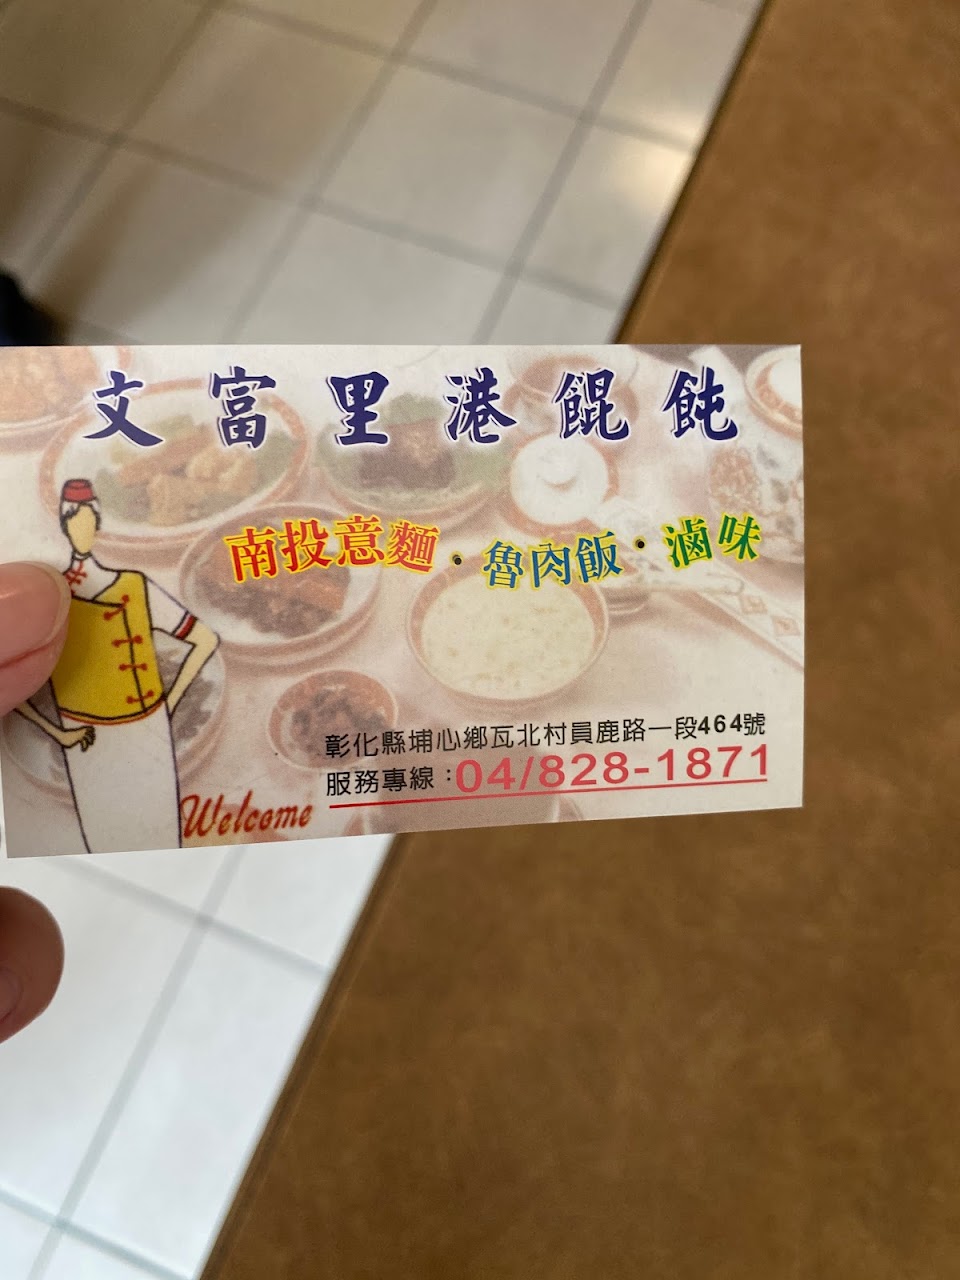 文富里港餛飩
南投意麵・魯肉飯・滷味
彰化縣埔心鄉瓦北村員鹿路一段464號
服務專線：04/828-1871
Welcome